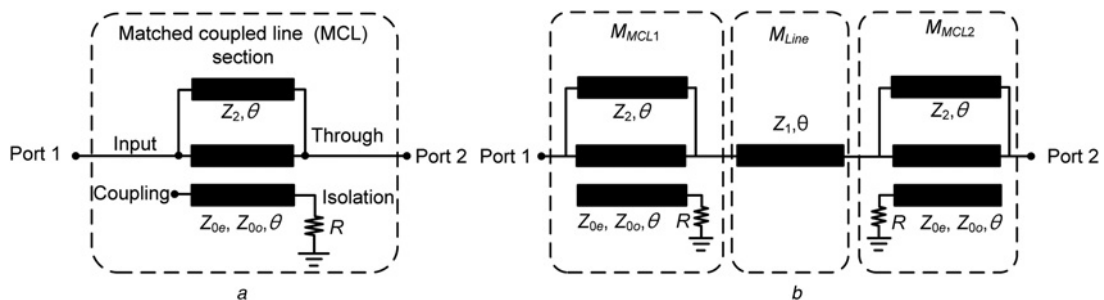 Matched coupled line (MCL)
section
Z2,θ
Input
Through
Port 1
Port 2
Coupling
Isolation
Z0e, Z0o,θ
R
a
MMCL1
MLine
MMCL2
Z2,θ
Z1,θ
Z2,θ
Port 1
Port 2
Z0e, Z0o,θ
R
R
Z0e, Z0o,θ
b